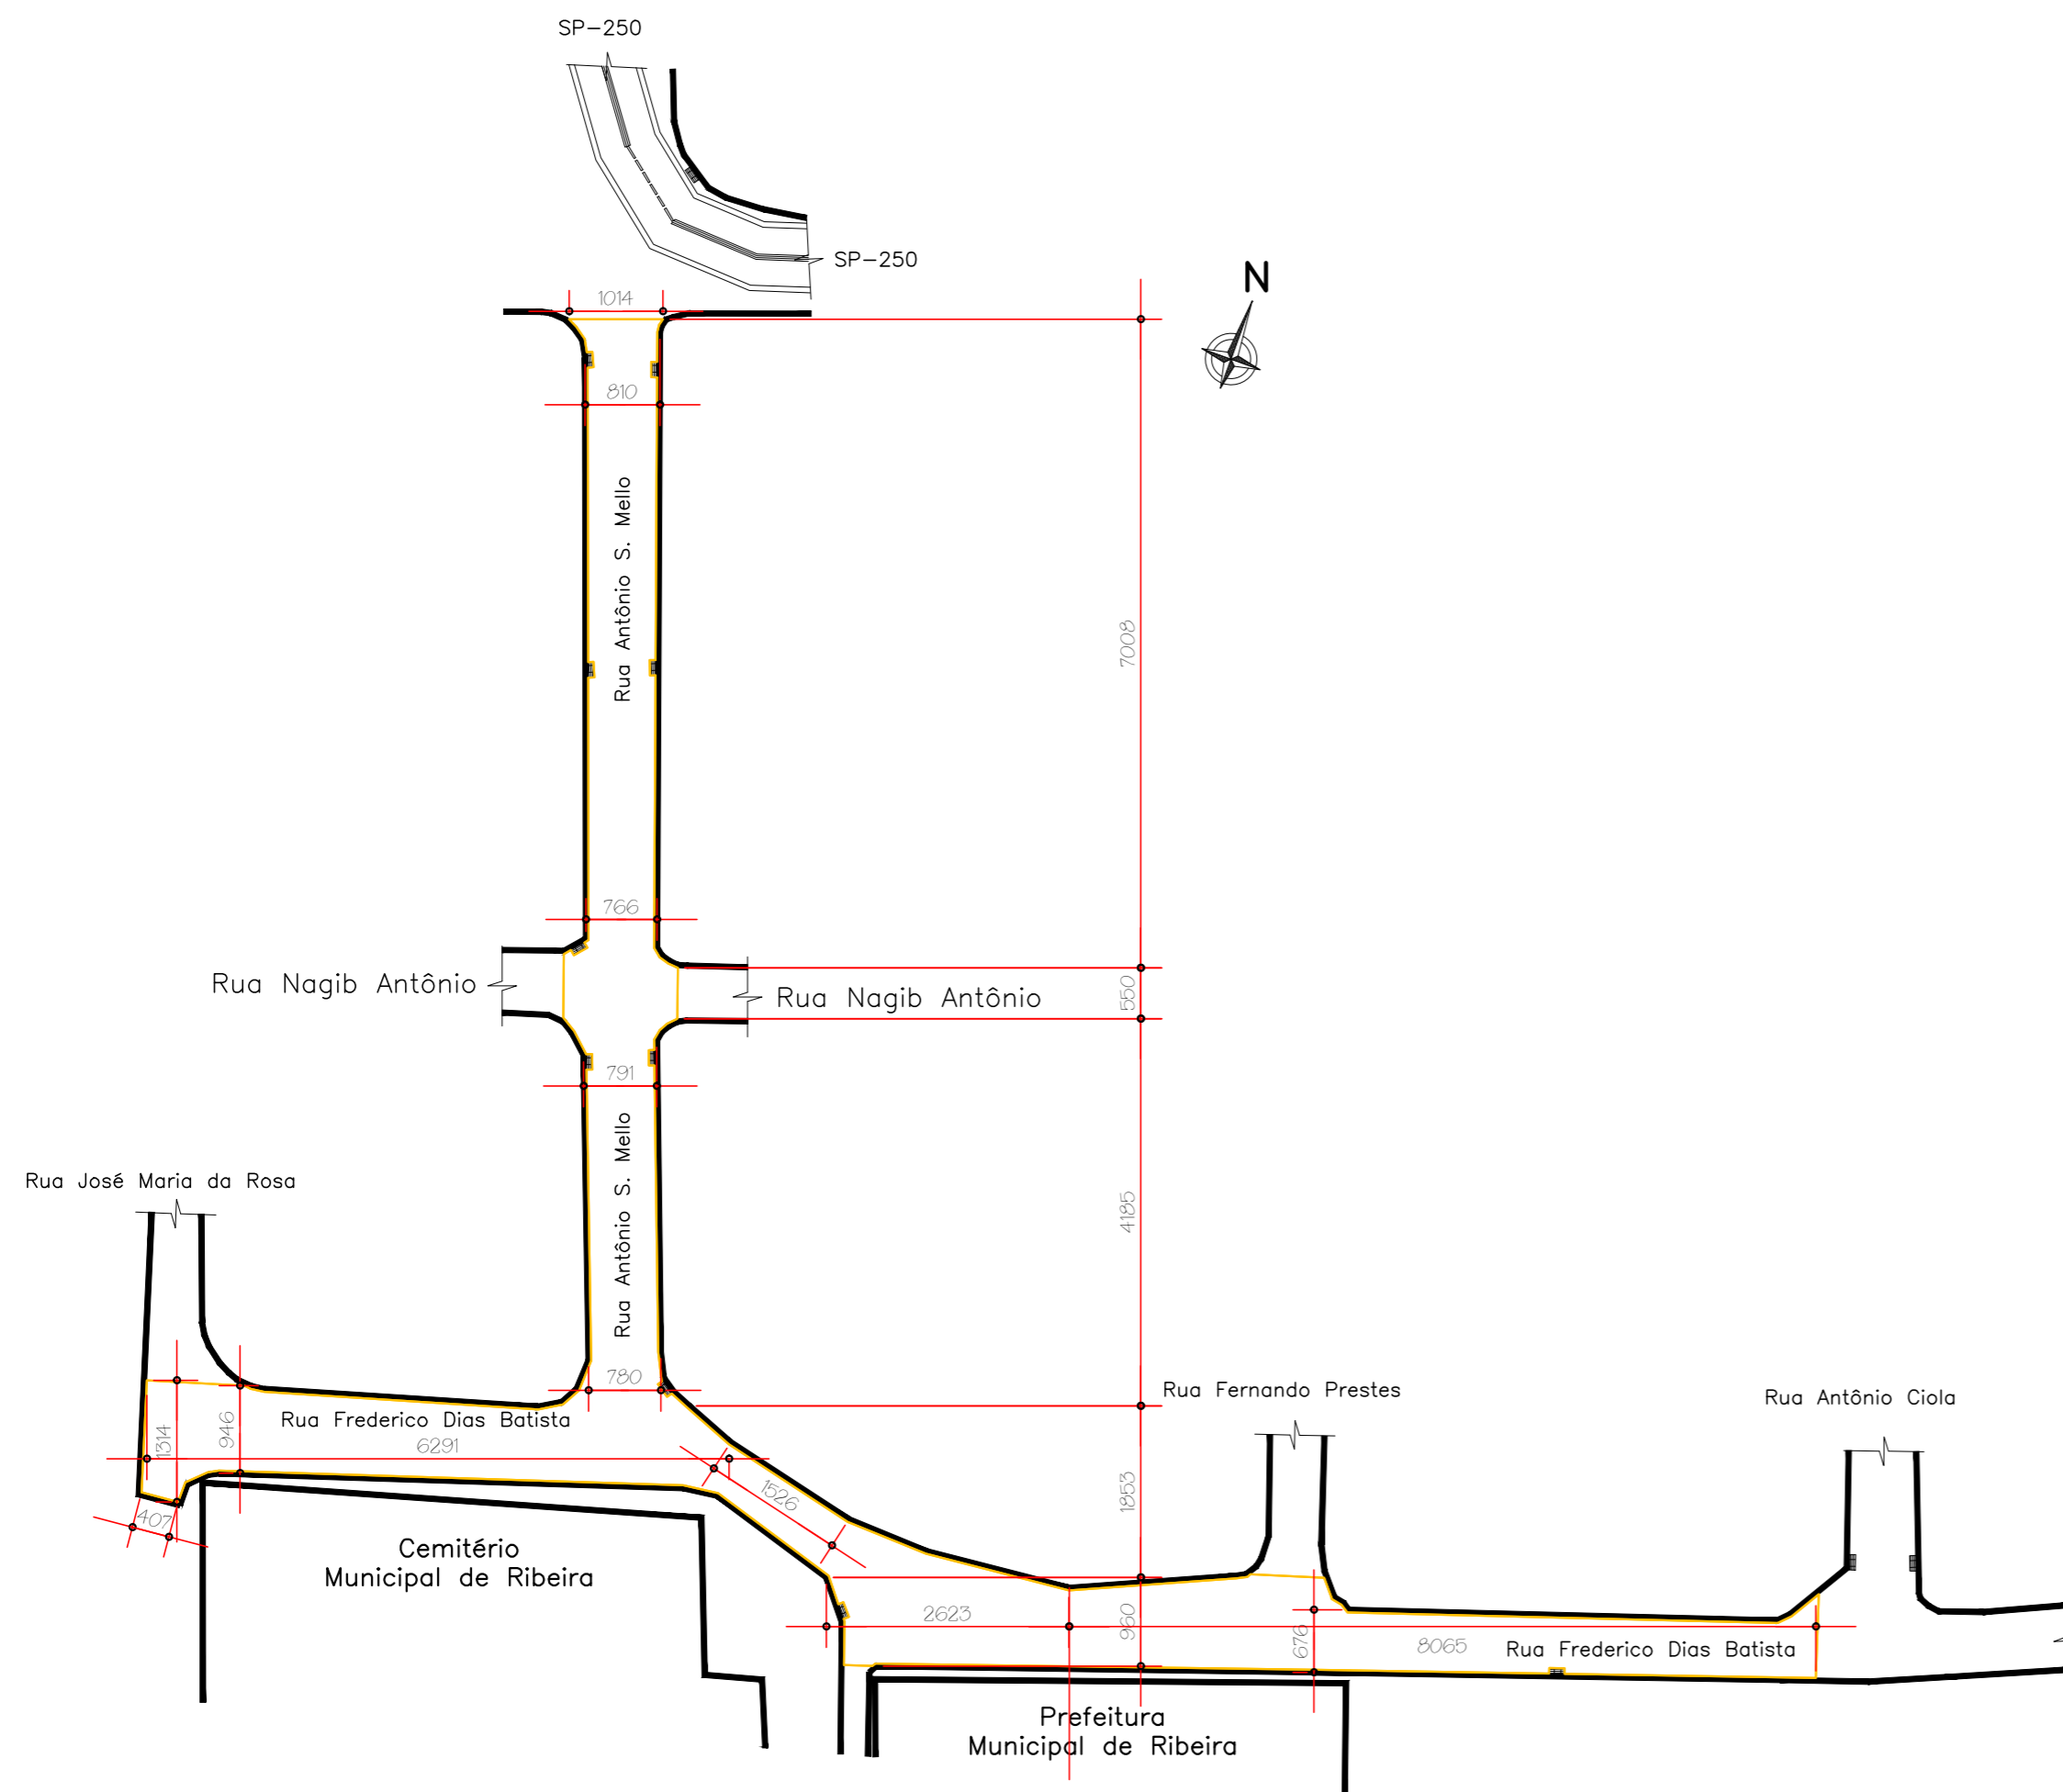 SP-250
SP-250
N
1014
810
Rua Antônio S. Mello
7008
766
Rua Nagib Antônio
Rua Nagib Antônio
550
791
Rua Antônio S. Mello
4185
Rua José Maria da Rosa
780
Rua Fernando Prestes
Rua Antônio Ciola
Rua Frederico Dias Batista
1314
946
6291
1526
1853
407
Cemitério
Municipal de Ribeira
2623
960
676
8065
Rua Frederico Dias Batista
Prefeitura
Municipal de Ribeira